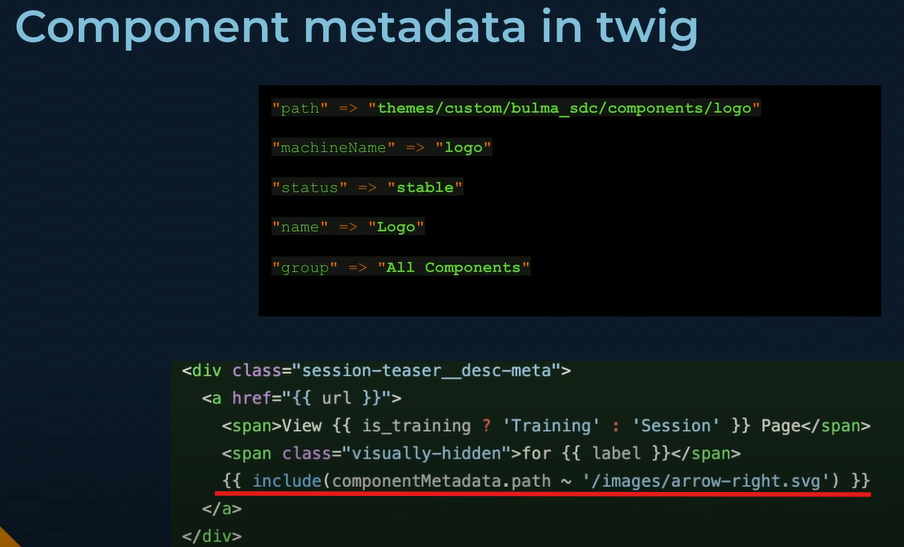 Component metadata in twig
"path" => "themes/custom/bulma_sdc/components/logo"
"machineName" => "logo"
"status" => "stable"
"name" => "Logo"
"group" => "All Components"
<div class="session-teaser__desc-meta">
<a href="{{ url }}">
<span>View {{ is_training ? 'Training' : 'Session' }} Page</span>
<span class="visually-hidden">for {{ label }}</span>
{{ include(componentMetadata.path ~ '/images/arrow-right.svg') }}
</a>
</div>